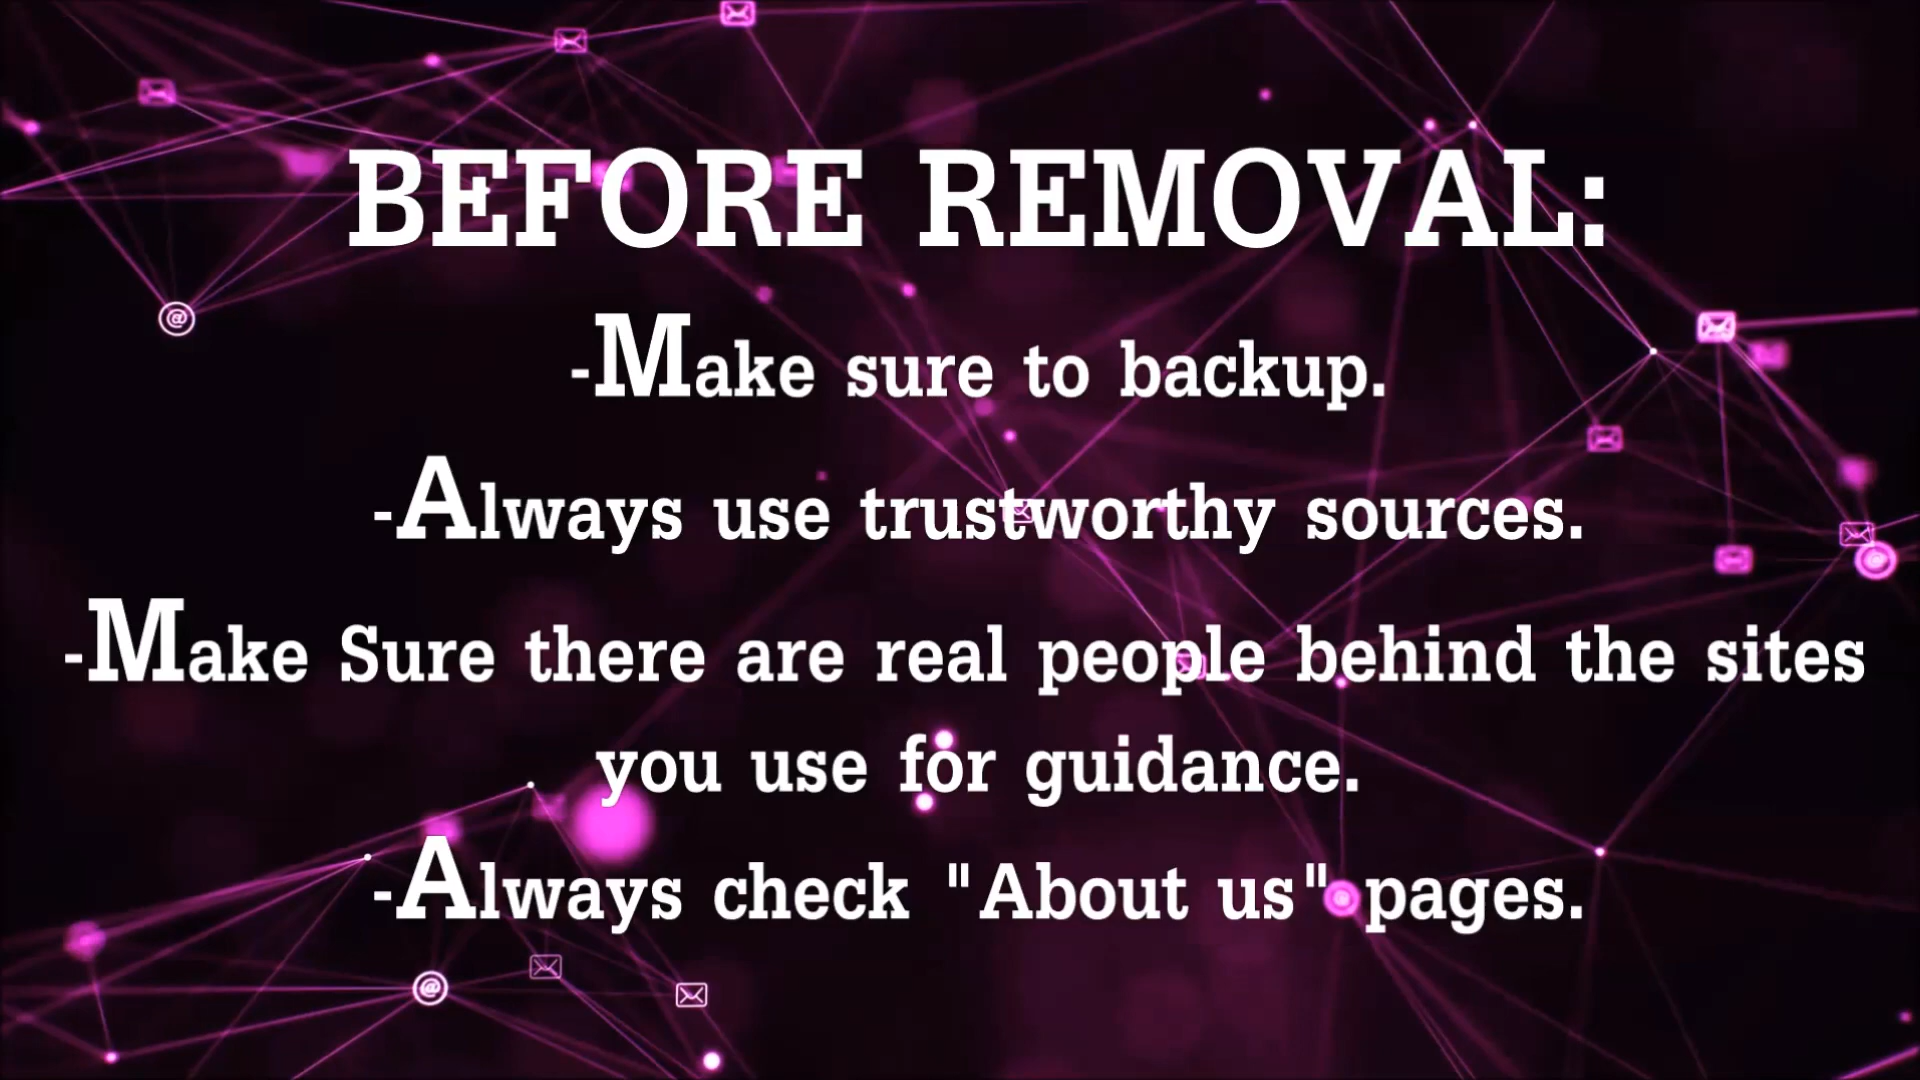 BEFORE REMOVAL:
-Make sure to backup.
-Always use trustworthy sources.
-Make Sure there are real people behind the sites
you use for guidance.
-Always check "About us" pages.